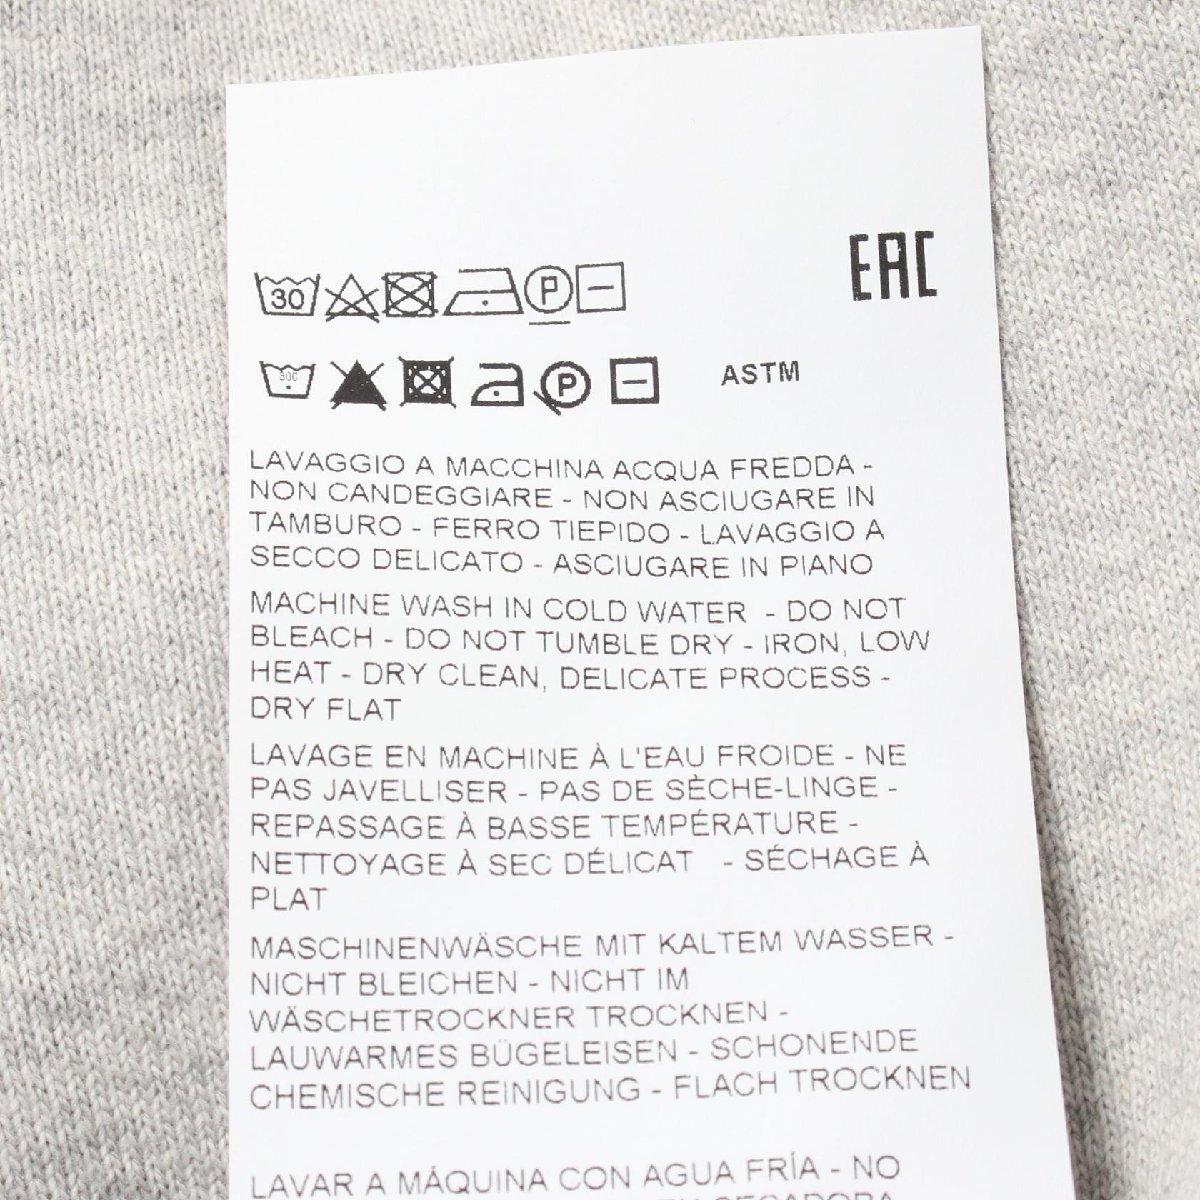 EAC
30 P
30C P ASTM
LAVAGGIO A MACCHINA ACQUA FREDDA -
NON CANDEGGIARE - NON ASCIUGARE IN
TAMBURO - FERRO TIEPIDO - LAVAGGIO A
SECCO DELICATO - ASCIUGARE IN PIANO
MACHINE WASH IN COLD WATER - DO NOT
BLEACH - DO NOT TUMBLE DRY - IRON, LOW
HEAT - DRY CLEAN, DELICATE PROCESS -
DRY FLAT
LAVAGE EN MACHINE À L'EAU FROIDE - NE
PAS JAVELLISER - PAS DE SÈCHE-LINGE -
REPASSAGE À BASSE TEMPÉRATURE -
NETTOYAGE À SEC DÉLICAT - SÉCHAGE À
PLAT
MASCHINENWÄSCHE MIT KALTEM WASSER -
NICHT BLEICHEN - NICHT IM
WÄSCHETROCKNER TROCKNEN -
LAUWARMES BÜGELEISEN - SCHONENDE
CHEMISCHE REINIGUNG - FLACH TROCKNEN
LAVAR A MÁQUINA CON AGUA FRÍA - NO